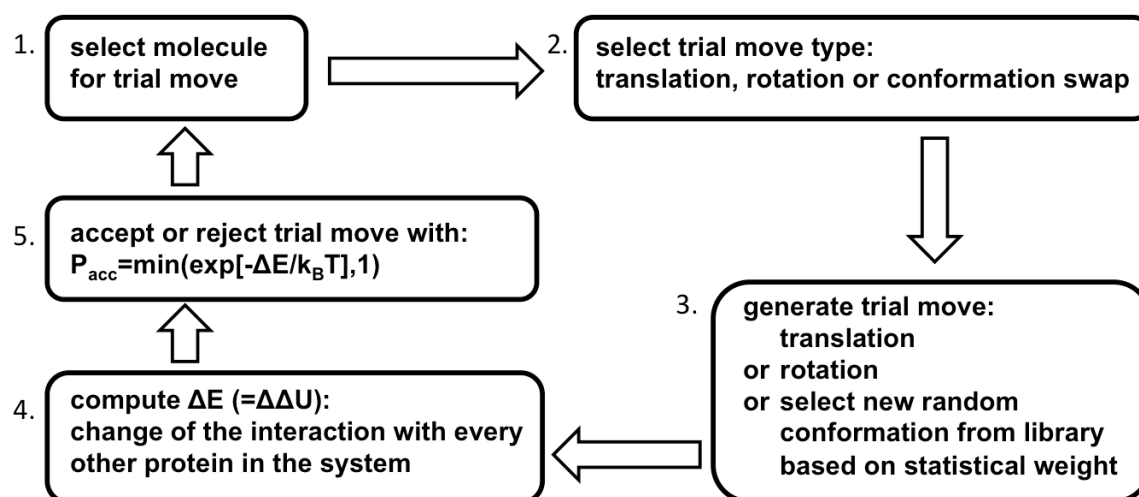 1. select molecule
for trial move
2. select trial move type:
translation, rotation or conformation swap
3. generate trial move:
translation
or rotation
or select new random
conformation from library
based on statistical weight
4. compute ΔE (=ΔΔU):
change of the interaction with every
other protein in the system
5. accept or reject trial move with:
Pacc=min(exp[-ΔE/kBT],1)